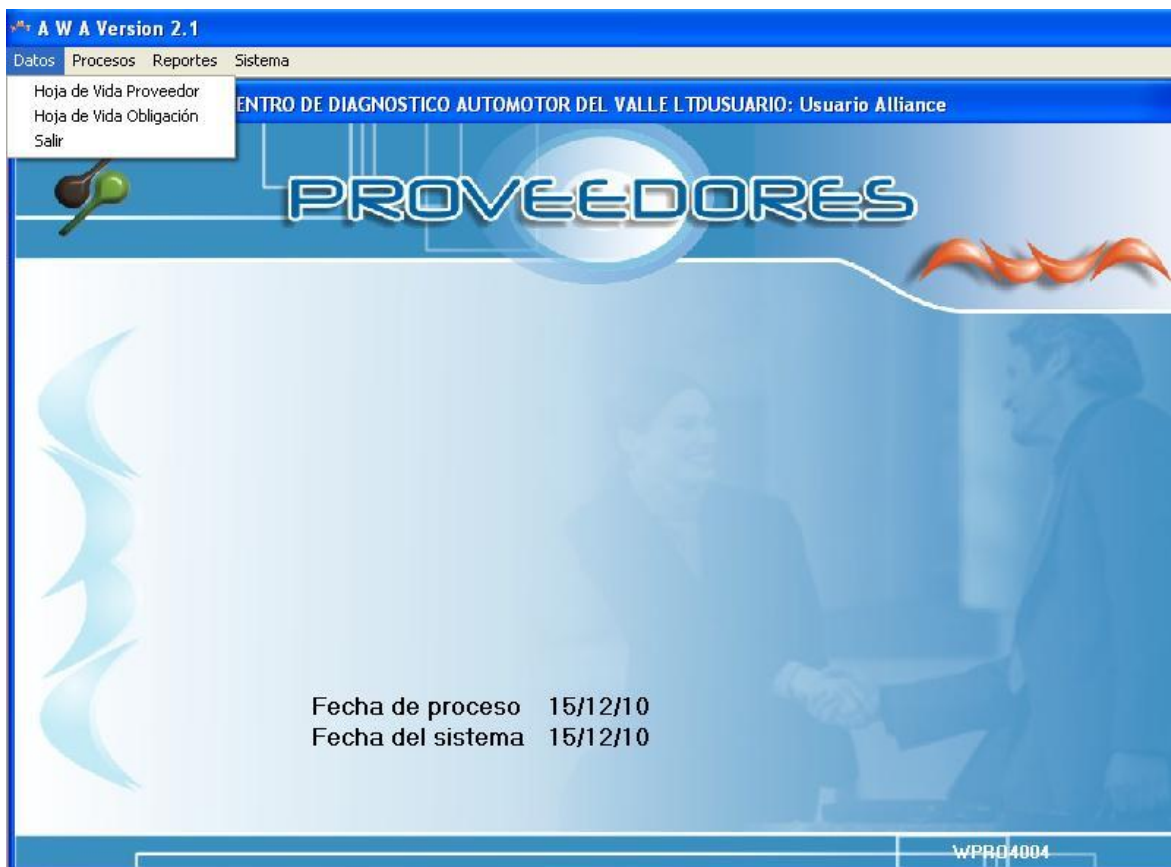 A W A Version 2.1
Datos Procesos Reportes Sistema
Hoja de Vida Proveedor
Hoja de Vida Obligación
Salir
ENTRO DE DIAGNOSTICO AUTOMOTOR DEL VALLE LTDUSUARIO: Usuario Alliance
PROVEEDORES
AWA
Fecha de proceso 15/12/10
Fecha del sistema 15/12/10
WPRO4004